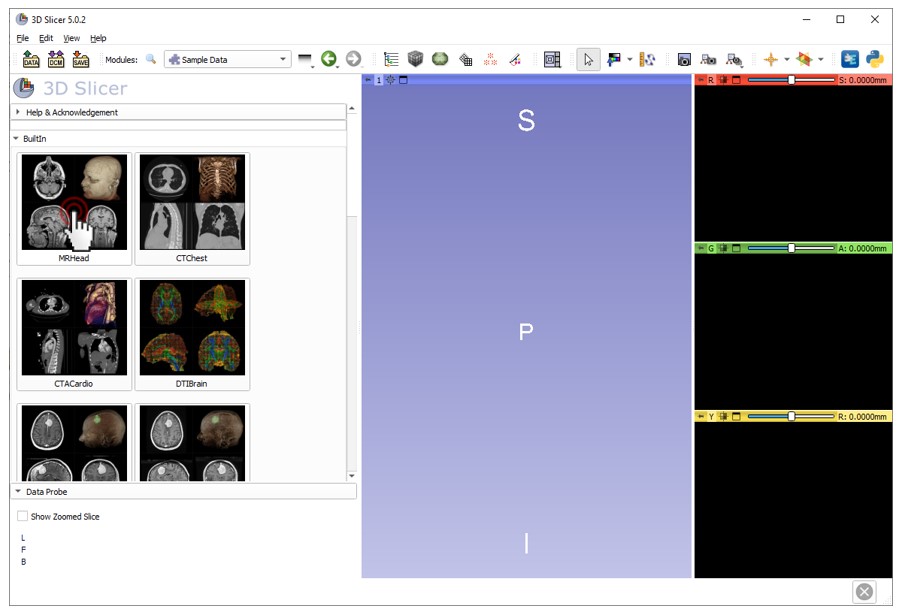 3D Slicer 5.0.2
File Edit View Help
DATA DCM SAVE Modules: Sample Data
3D Slicer
Help & Acknowledgement
BuiltIn
MRHead CTChest
CTACardio DTIBrain
Data Probe
Show Zoomed Slice
L
F
B
1
S
P
I
R S: 0.0000mm
G A: 0.0000mm
Y R: 0.0000mm